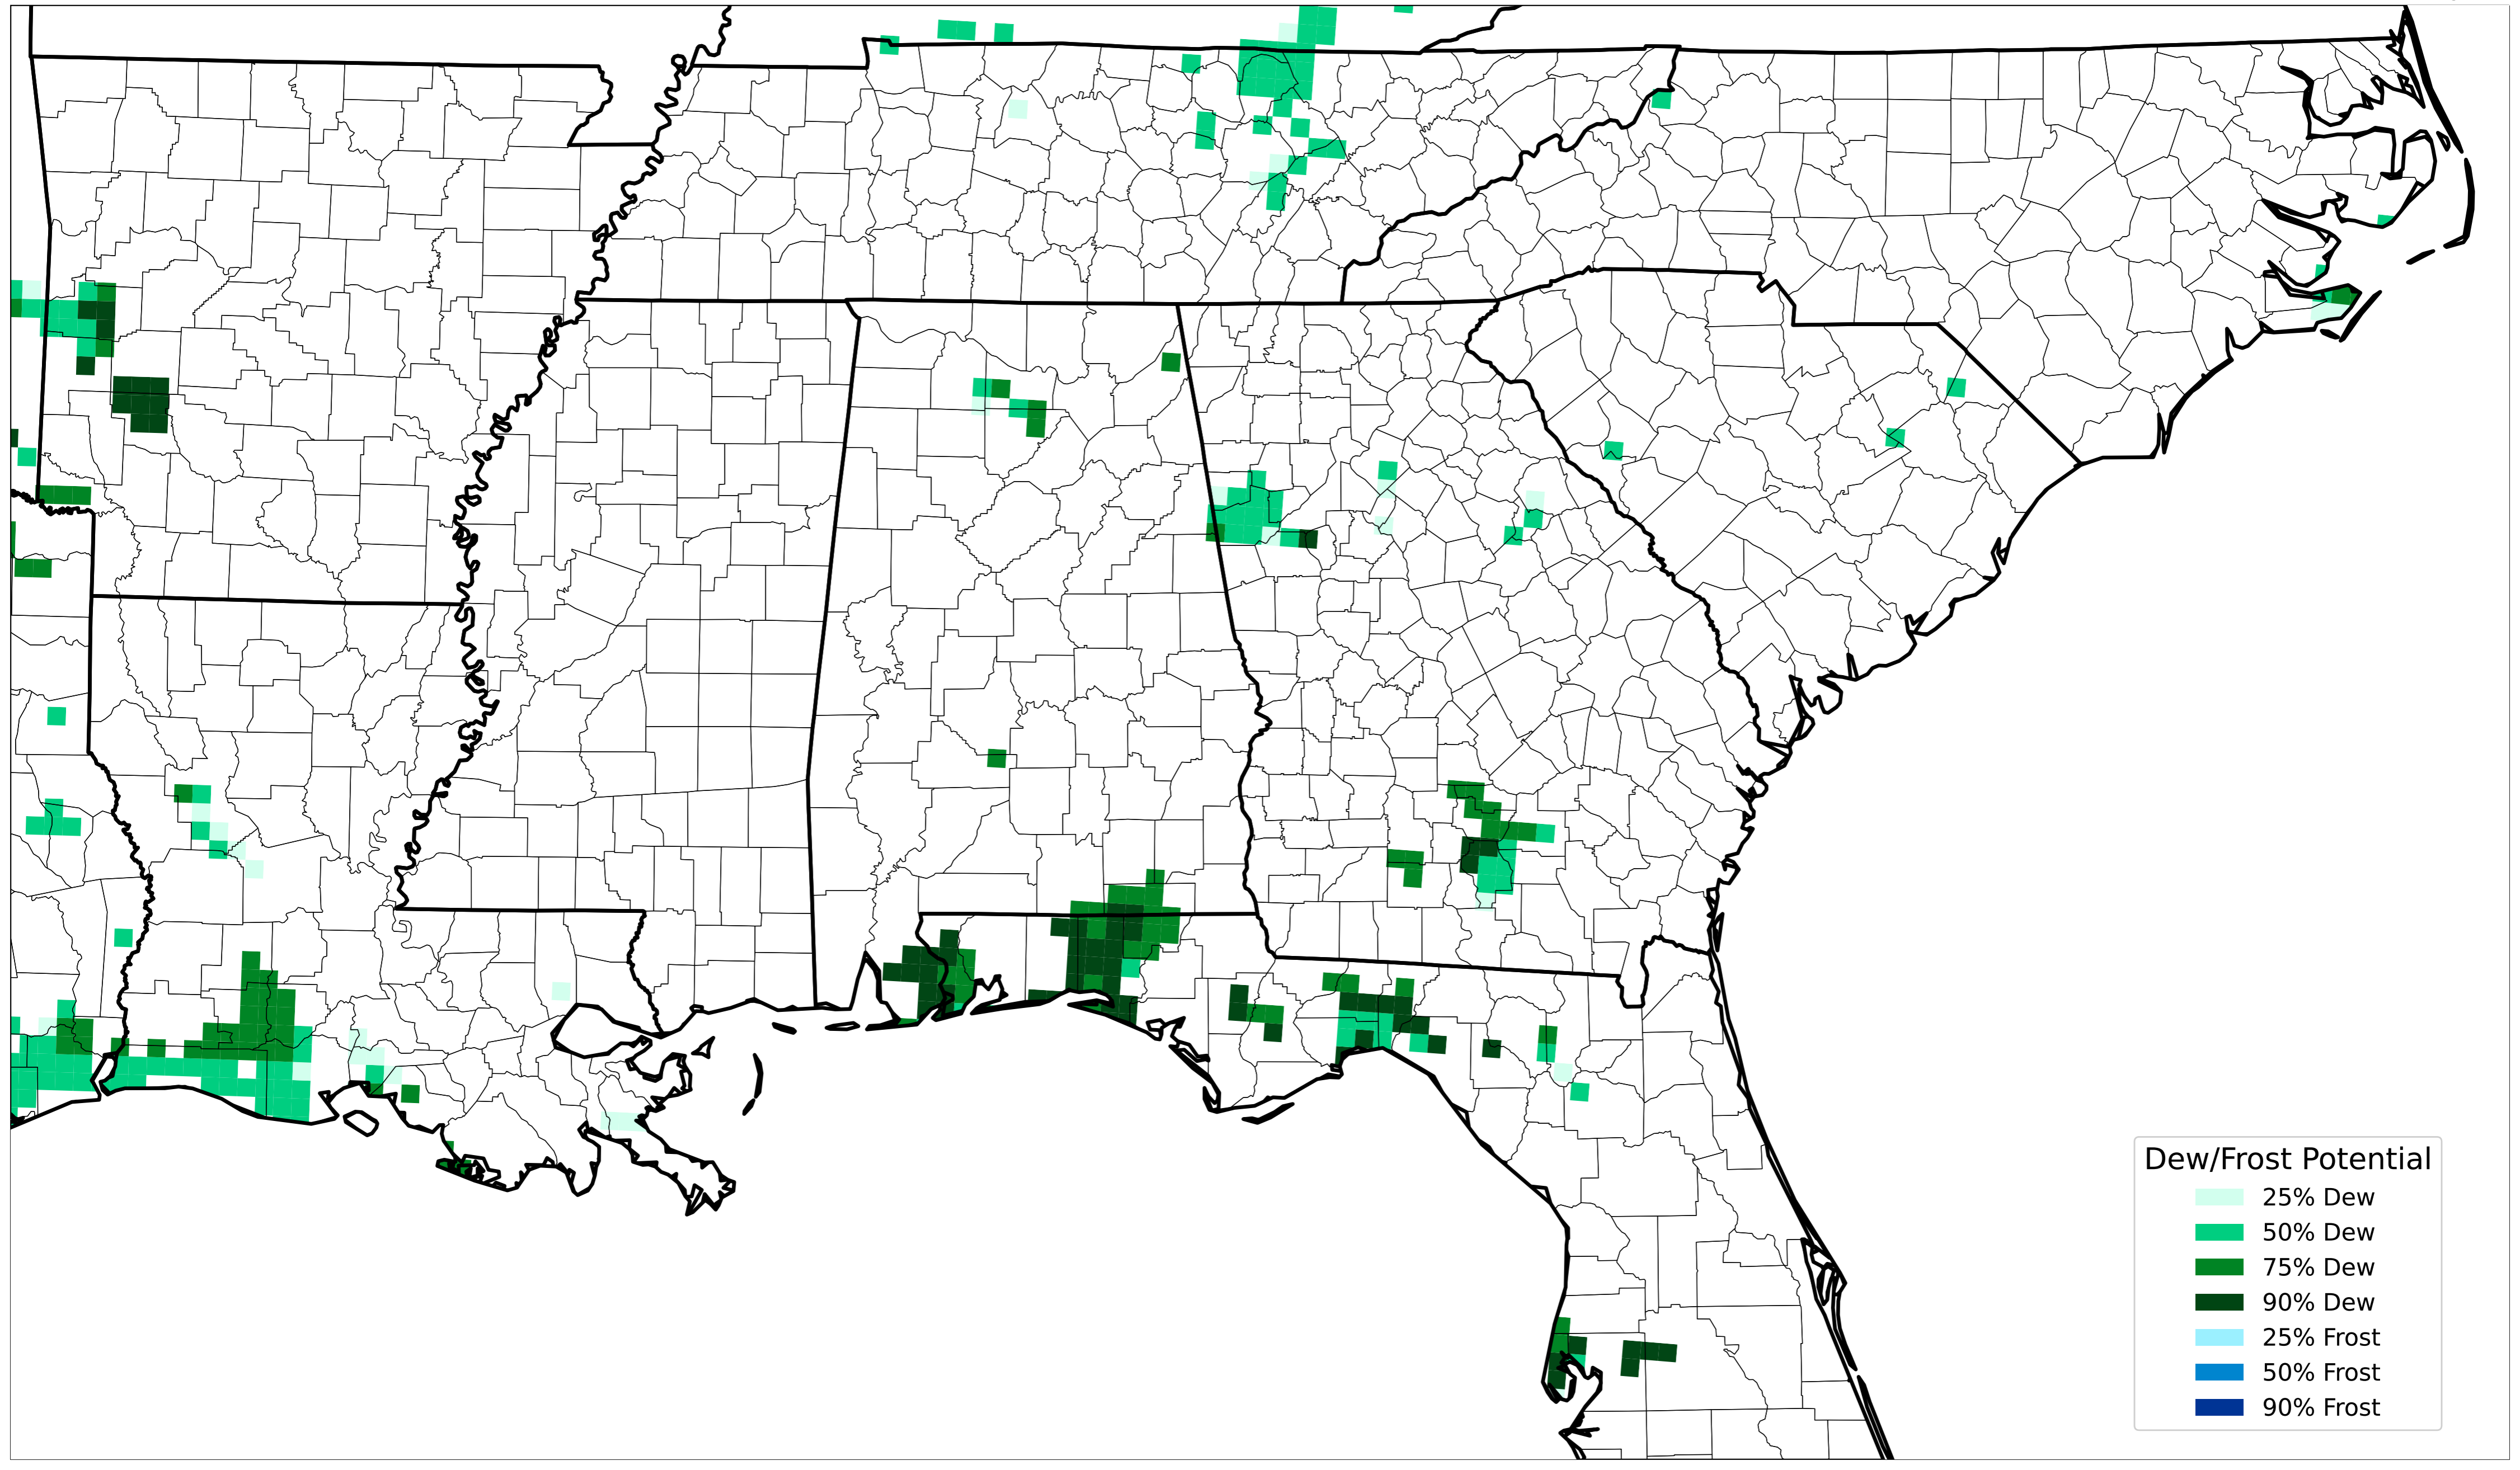 Dew/Frost Potential
25% Dew
50% Dew
75% Dew
90% Dew
25% Frost
50% Frost
90% Frost